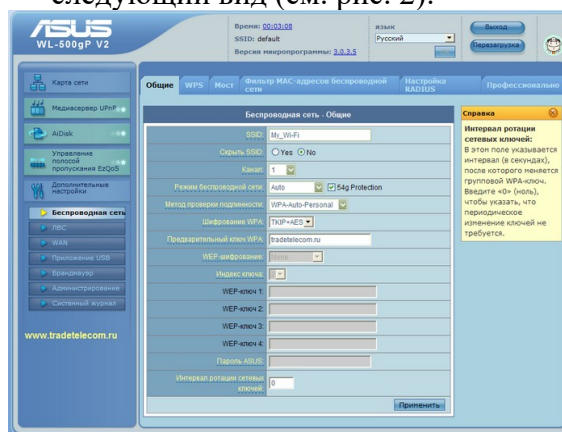 следующий вид (см. рис. 2):
ASUS
WL-500gP V2
Время: 00:03:08
SSID: default
Версия микропрограммы: 3.0.3.5
язык
Русский
Выход
Перезагрузка
Карта сети
Медиасервер UPnP
AiDisk
Управление
полосой
пропускания EzQoS
Дополнительные
настройки
Беспроводная сеть
ЛВС
WAN
Приложение USB
Брандмауэр
Администрирование
Системный журнал
www.tradetelecom.ru
Общие
WPS
Мост
Фильтр MAC-адресов беспроводной
сети
Настройка
RADIUS
Профессионально
Беспроводная сеть - Общие
SSID: My_Wi-Fi
Скрыть SSID: Yes No
Канал: 1
Режим беспроводной сети: Auto 54g Protection
Метод проверки подлинности: WPA-Auto-Personal
Шифрование WPA: TKIP+AES
Предварительный ключ WPA: tradetelecom.ru
WEP-шифрование: None
Индекс ключа:
WEP-ключ 1:
WEP-ключ 2:
WEP-ключ 3:
WEP-ключ 4:
Пароль ASUS:
Интервал ротации сетевых
ключей: 0
Применить
Справка
Интервал ротации
сетевых ключей:
В этом поле указывается
интервал (в секундах),
после которого меняется
групповой WPA-ключ.
Введите «0» (ноль),
чтобы указать, что
периодическое
изменение ключей не
требуется.